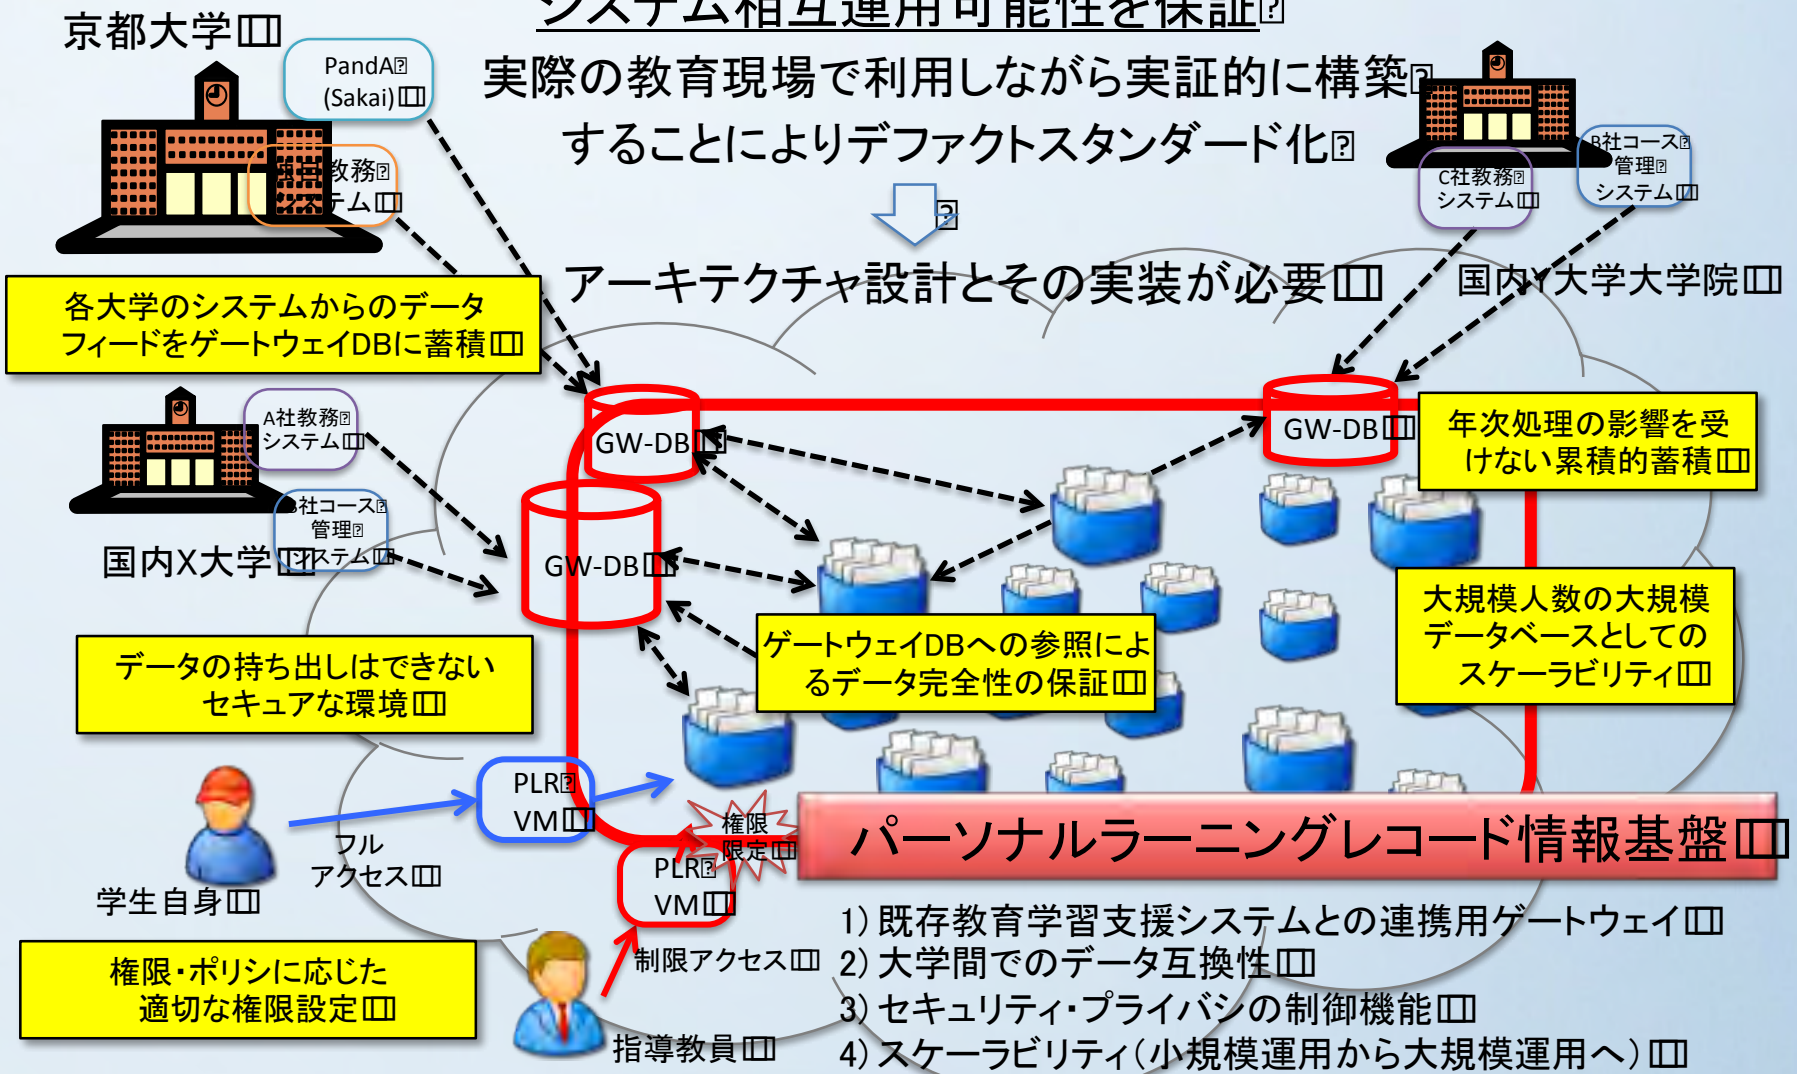 システム相互運用可能性を保証
京都大学
PandA
(Sakai)
実際の教育現場で利用しながら実証的に構築
することによりデファクトスタンダード化
独自教務
システム
C社教務
システム
B社コース
管理
システム
アーキテクチャ設計とその実装が必要
国内Y大学大学院
各大学のシステムからのデータ
フィードをゲートウェイDBに蓄積
A社教務
システム
B社コース
管理
システム
国内X大学
GW-DB
GW-DB
GW-DB
年次処理の影響を受
けない累積的蓄積
大規模人数の大規模
データベースとしての
スケーラビリティ
ゲートウェイDBへの参照によ
るデータ完全性の保証
データの持ち出しはできない
セキュアな環境
PLR
VM
フル
アクセス
学生自身
権限
限定
PLR
VM
パーソナルラーニングレコード情報基盤
権限・ポリシに応じた
適切な権限設定
制限アクセス
指導教員
1) 既存教育学習支援システムとの連携用ゲートウェイ
2) 大学間でのデータ互換性
3) セキュリティ・プライバシの制御機能
4) スケーラビリティ(小規模運用から大規模運用へ)